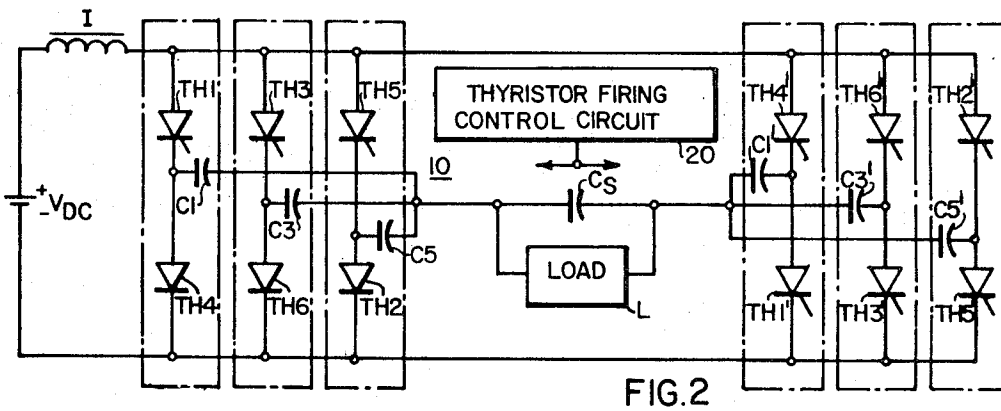 I
TH1
TH3
TH5
THYRISTOR FIRING
CONTROL CIRCUIT
20
TH4'
TH6'
TH2'
C1
10
CS
C1'
C3'
C5'
+
-VDC
C3
C5
LOAD
L
TH4
TH6
TH2
TH1'
TH3'
TH5'
FIG.2